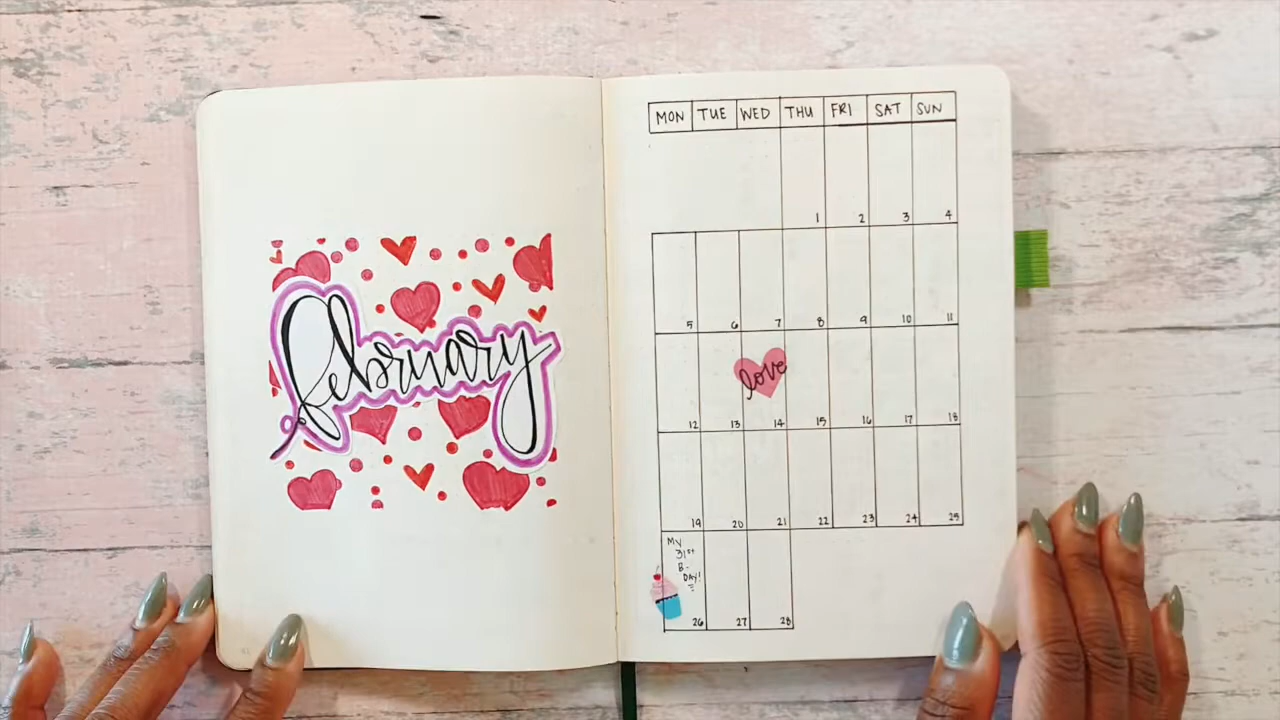 february
MON TUE WED THU FRI SAT SUN
1 2 3 4
5 6 7 8 9 10 11
love
12 13 14 15 16 17 18
19 20 21 22 23 24 25
My
31st
B-
DAY!
26 27 28